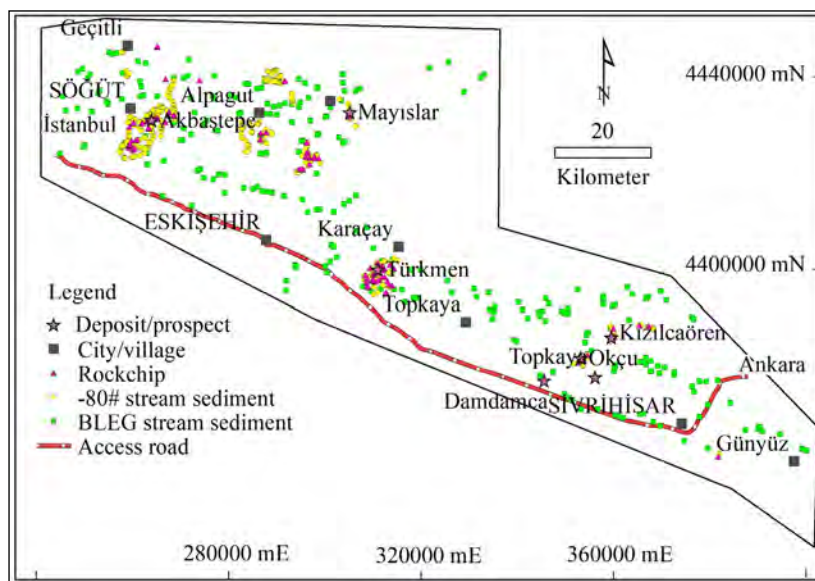 Geçitli
4440000 mN
SÖĞÜT
Alpagut
Mayıslar
İstanbul
Akbaştepe
N
20
Kilometer
ESKİŞEHİR
Karaçay
Türkmen
4400000 mN
Topkaya
Legend
Deposit/prospect
City/village
Rockchip
-80# stream sediment
BLEG stream sediment
Access road
Kızılcaören
Topkaya
Okçu
Ankara
Damdamca
SİVRİHİSAR
Günyüz
280000 mE
320000 mE
360000 mE